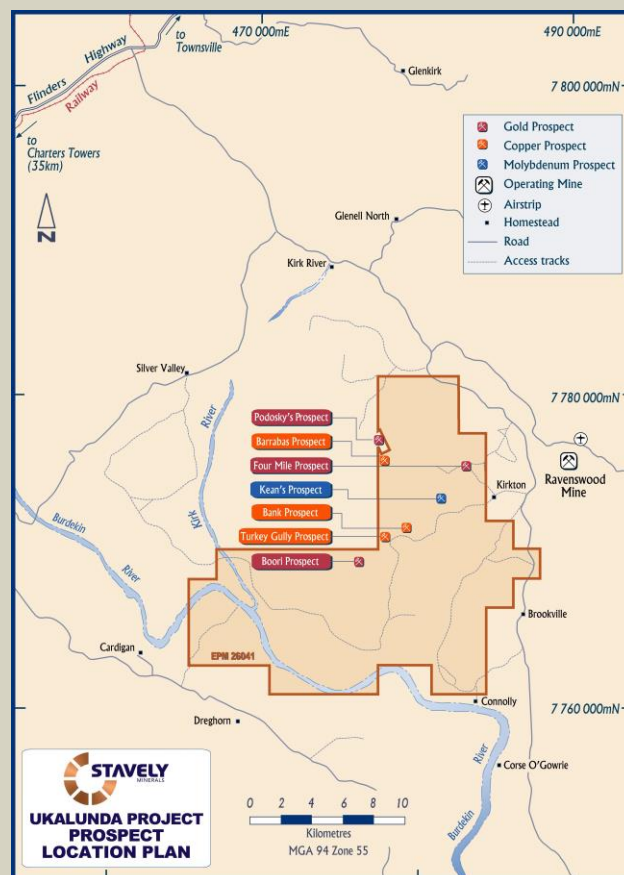 470 000mE
490 000mE
to
Townsville
Highway
Flinders
Railway
Glenkirk
7 800 000mN
to
Charters Towers
(35km)
Gold Prospect
Copper Prospect
Molybdenum Prospect
Operating Mine
Airstrip
Homestead
Road
Access tracks
N
Glenell North
Kirk River
Silver Valley
7 780 000mN
River
Kirk
Podosky's Prospect
Barrabas Prospect
Four Mile Prospect
Kean's Prospect
Bank Prospect
Turkey Gully Prospect
Boori Prospect
Ravenswood
Mine
Kirkton
Burdekin
River
Brookville
Cardigan
EPM 26041
Connolly
Dreghorn
7 760 000mN
River
Corse O'Gowrie
Burdekin
STAVELY
MINERALS
UKALUNDA PROJECT
PROSPECT
LOCATION PLAN
0 2 4 6 8 10
Kilometres
MGA 94 Zone 55